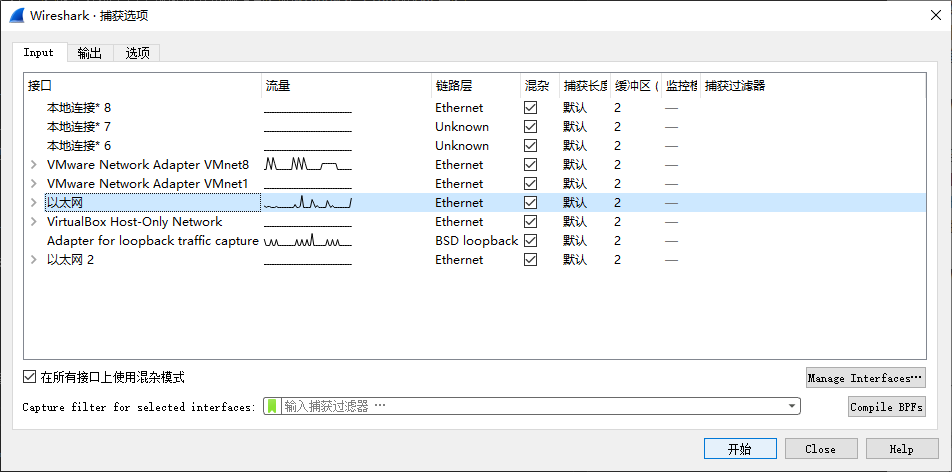 Wireshark · 捕获选项
Input 输出 选项
接口 流量 链路层 混杂 捕获长度 缓冲区 ( 监控模 捕获过滤器
本地连接* 8 Ethernet 默认 2 —
本地连接* 7 Unknown 默认 2 —
本地连接* 6 Unknown 默认 2 —
VMware Network Adapter VMnet8 Ethernet 默认 2 —
VMware Network Adapter VMnet1 Ethernet 默认 2 —
以太网 Ethernet 默认 2 —
VirtualBox Host-Only Network Ethernet 默认 2 —
Adapter for loopback traffic capture BSD loopback 默认 2 —
以太网 2 Ethernet 默认 2 —
在所有接口上使用混杂模式 Manage Interfaces…
Capture filter for selected interfaces: 输入捕获过滤器 … Compile BPFs
开始 Close Help